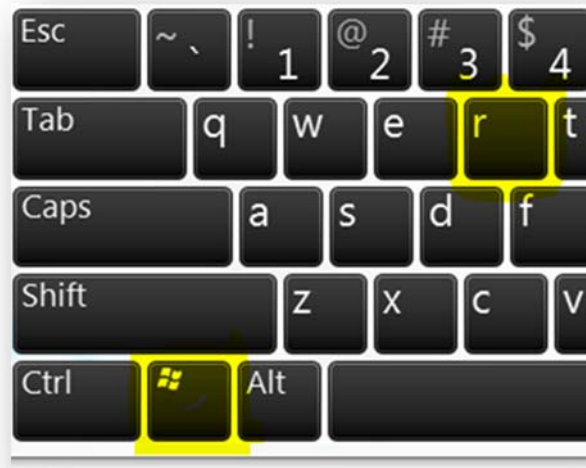 Esc ~ ` ! 1 @ 2 # 3 $ 4
Tab q w e r t
Caps a s d f
Shift z x c v
Ctrl Alt